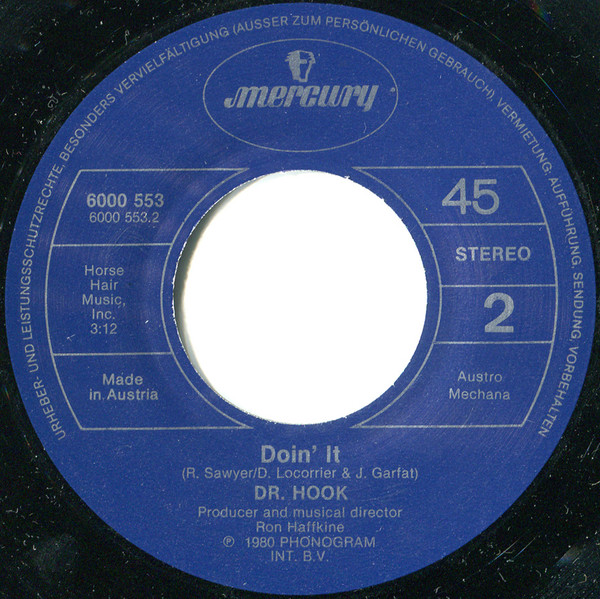 URHEBER- UND LEISTUNGSSCHUTZRECHTE, BESONDERS VERVIELFÄLTIGUNG (AUSSER ZUM PERSÖNLICHEN GEBRAUCH), VERMIETUNG, AUFFÜHRUNG, SENDUNG, VORBEHALTEN
mercury
6000 553
6000 553.2
45
STEREO
Horse
Hair
Music,
Inc.
3:12
2
Made
in Austria
Austro
Mechana
Doin' It
(R. Sawyer/D. Locorrier & J. Garfat)
DR. HOOK
Producer and musical director
Ron Haffkine
℗ 1980 PHONOGRAM
INT. B.V.